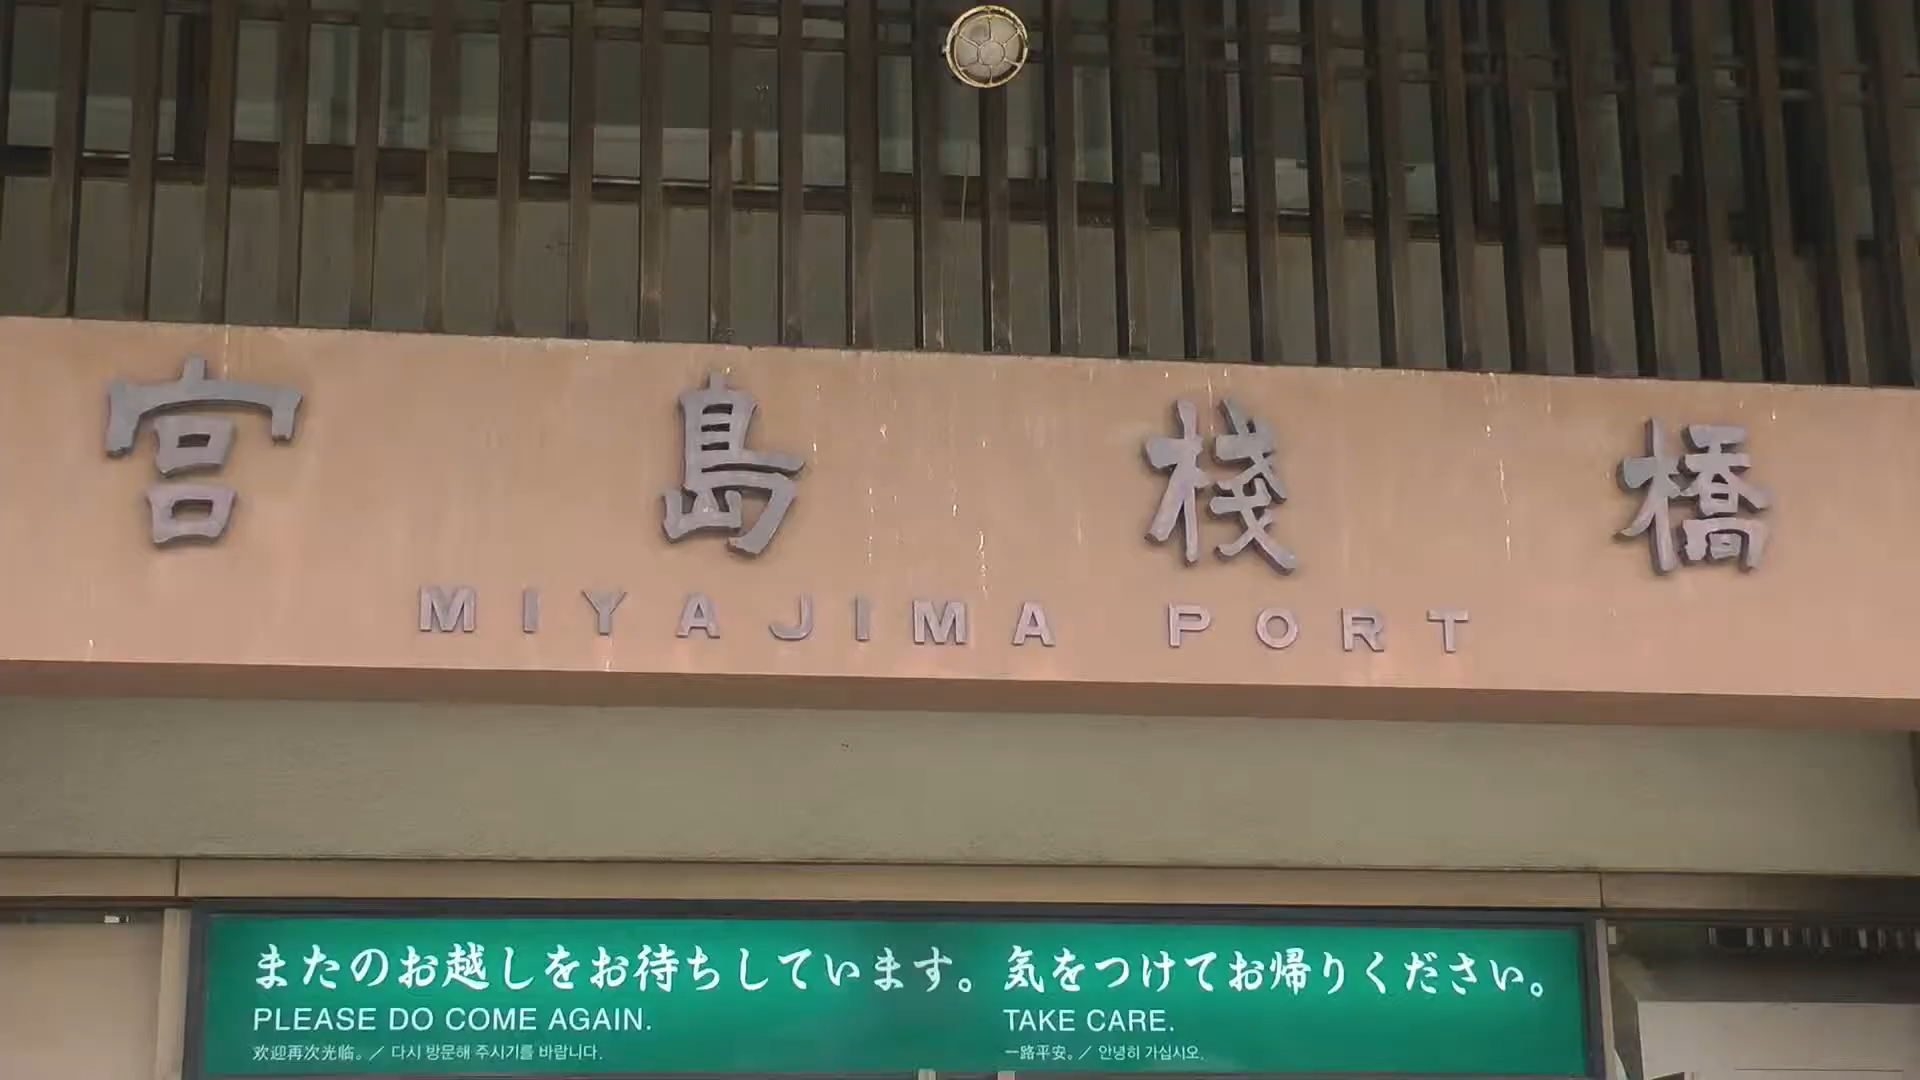 宮島棧橋
MIYAJIMA PORT
またのお越しをお待ちしています。 気をつけてお帰りください。
PLEASE DO COME AGAIN. TAKE CARE.
欢迎再次光临。／ 다시 방문해 주시기를 바랍니다. 一路平安。／ 안녕히 가십시오.